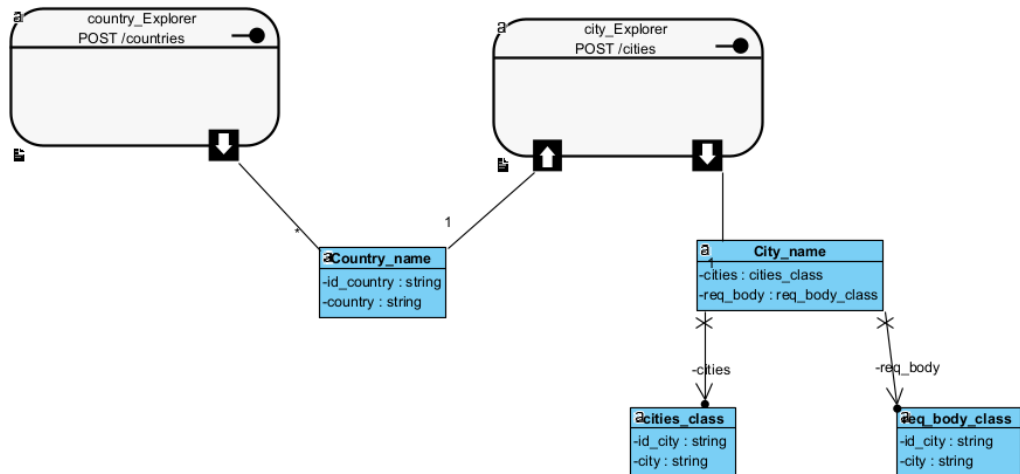 a
country_Explorer
POST /countries
a
city_Explorer
POST /cities
*
1
a
Country_name
-id_country : string
-country : string
a
City_name
1
-cities : cities_class
-req_body : req_body_class
-cities
-req_body
a
-cities_class
-id_city : string
-city : string
a
req_body_class
-id_city : string
-city : string